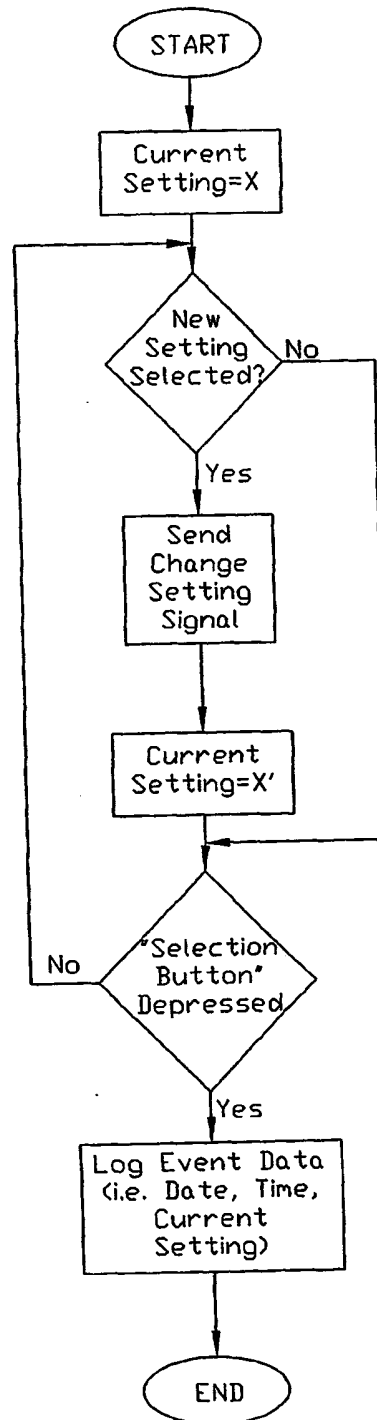 START
Current
Setting=X
New
Setting
Selected?
No
Yes
Send
Change
Setting
Signal
Current
Setting=X'
"Selection
Button"
Depressed
No
Yes
Log Event Data
(i.e. Date, Time,
Current
Setting)
END